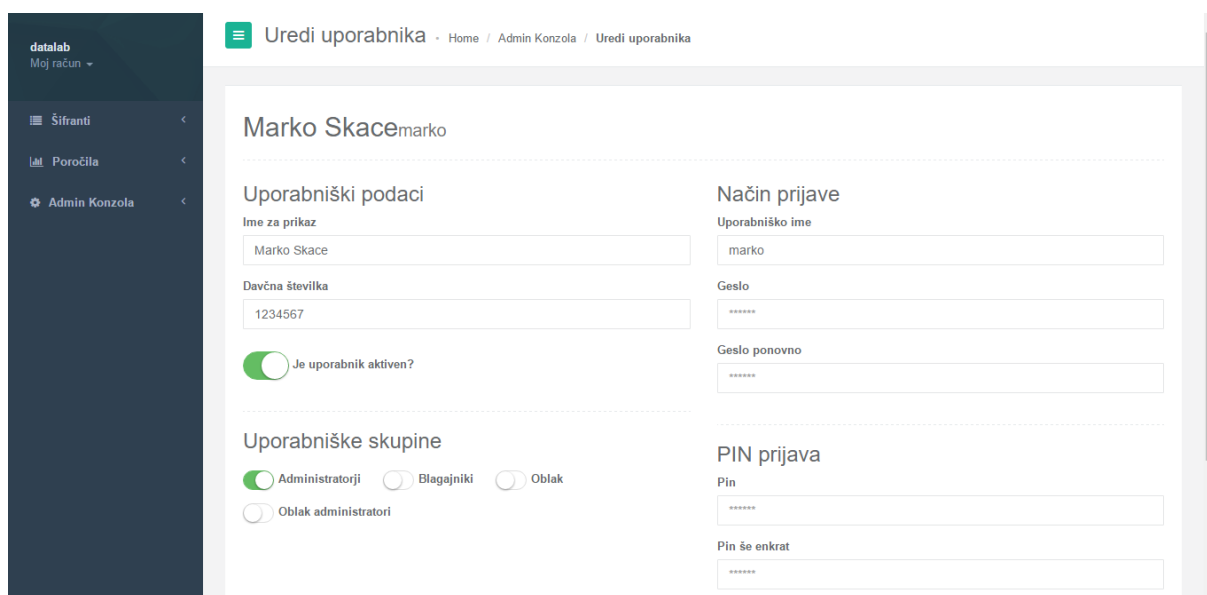 datalab
Moj račun
Šifranti
Poročila
Admin Konzola
Uredi uporabnika - Home / Admin Konzola / Uredi uporabnika
Marko Skacemarko
Uporabniški podaci
Ime za prikaz
Marko Skace
Davčna številka
1234567
Je uporabnik aktiven?
Uporabniške skupine
Administratorji Blagajniki Oblak
Oblak administratori
Način prijave
Uporabniško ime
marko
Geslo
******
Geslo ponovno
******
PIN prijava
Pin
******
Pin še enkrat
******